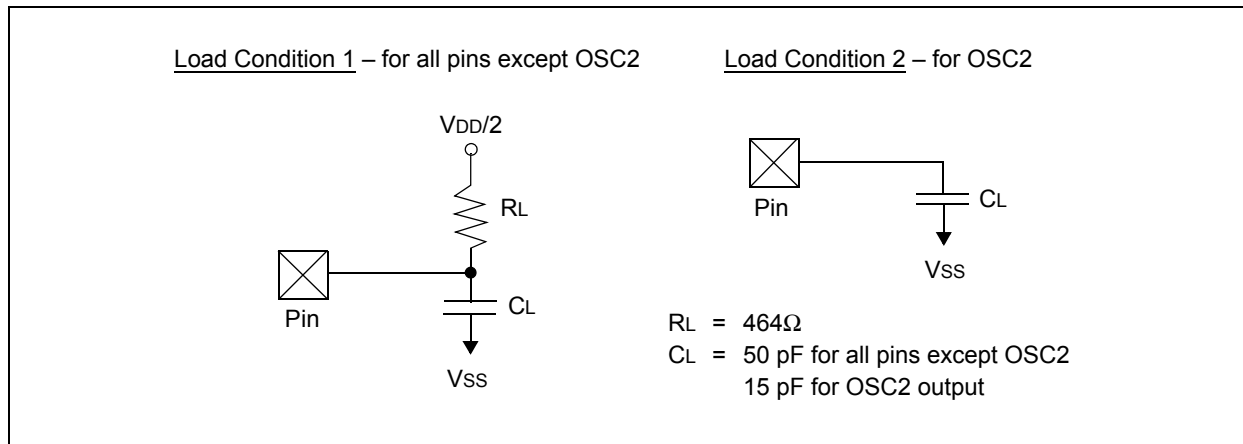 Load Condition 1 – for all pins except OSC2
VDD/2
RL
Pin
CL
VSS
Load Condition 2 – for OSC2
Pin
CL
VSS
RL = 464Ω
CL = 50 pF for all pins except OSC2
15 pF for OSC2 output